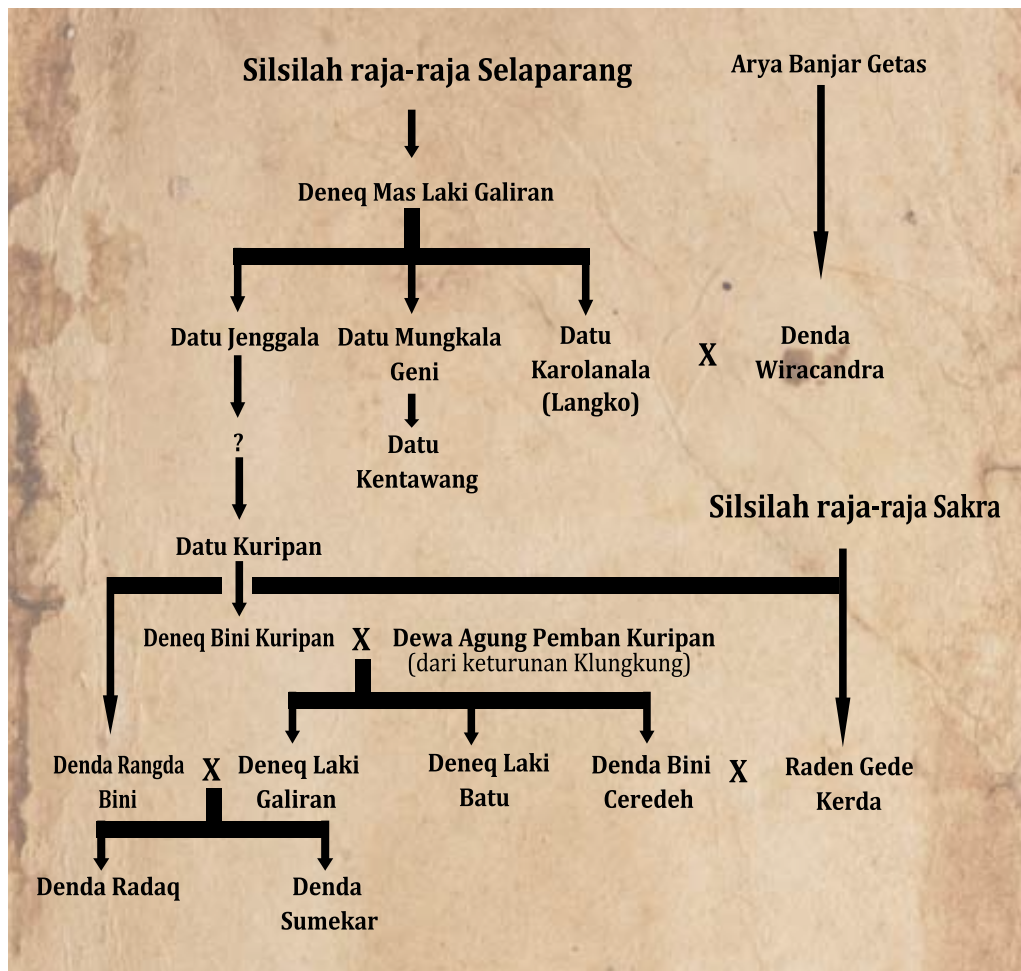 Silsilah raja-raja Selaparang
Arya Banjar Getas
Deneq Mas Laki Galiran
Datu Jenggala
Datu Mungkala
Geni
Datu
Karolanala
(Langko)
X
Denda
Wiracandra
?
Datu
Kentawang
Silsilah raja-raja Sakra
Datu Kuripan
Deneq Bini Kuripan
X
Dewa Agung Pemban Kuripan
(dari keturunan Klungkung)
Denda Rangda
Bini
X
Deneq Laki
Galiran
Deneq Laki
Batu
Denda Bini
Ceredeh
X
Raden Gede
Kerda
Denda Radaq
Denda
Sumekar